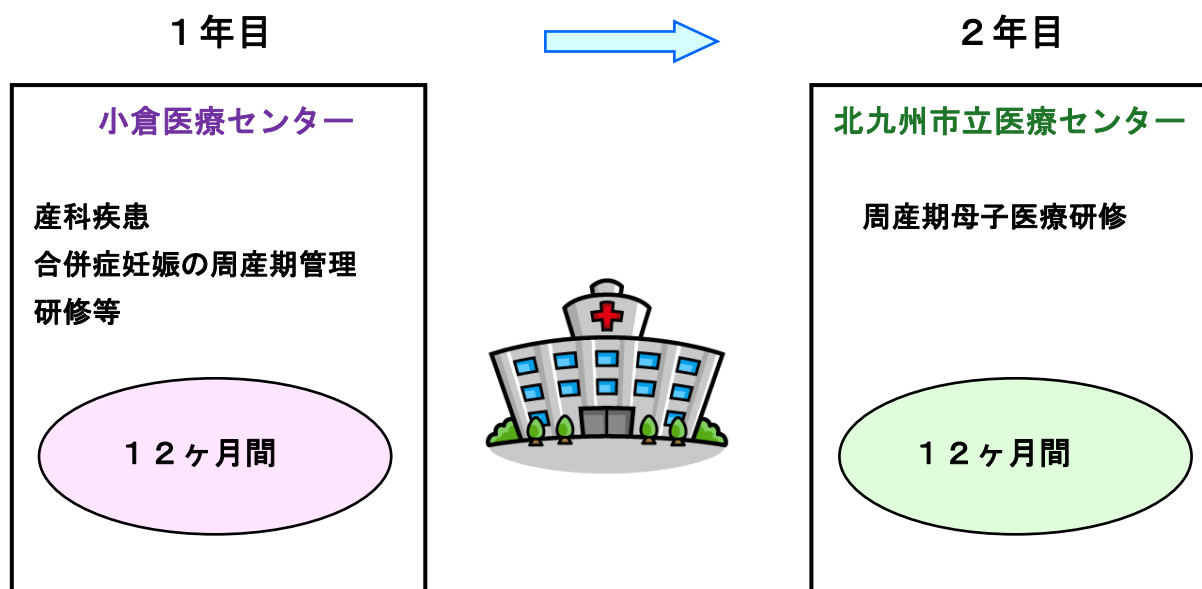 １年目
２年目
小倉医療センター
産科疾患
合併症妊娠の周産期管理
研修等
１２ヶ月間
北九州市立医療センター
周産期母子医療研修
１２ヶ月間